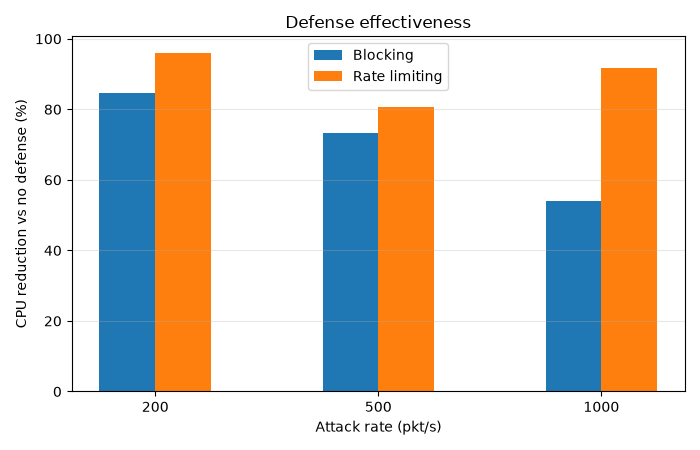 Defense effectiveness
Blocking
Rate limiting
CPU reduction vs no defense (%)
100
80
60
40
20
0
200
500
1000
Attack rate (pkt/s)